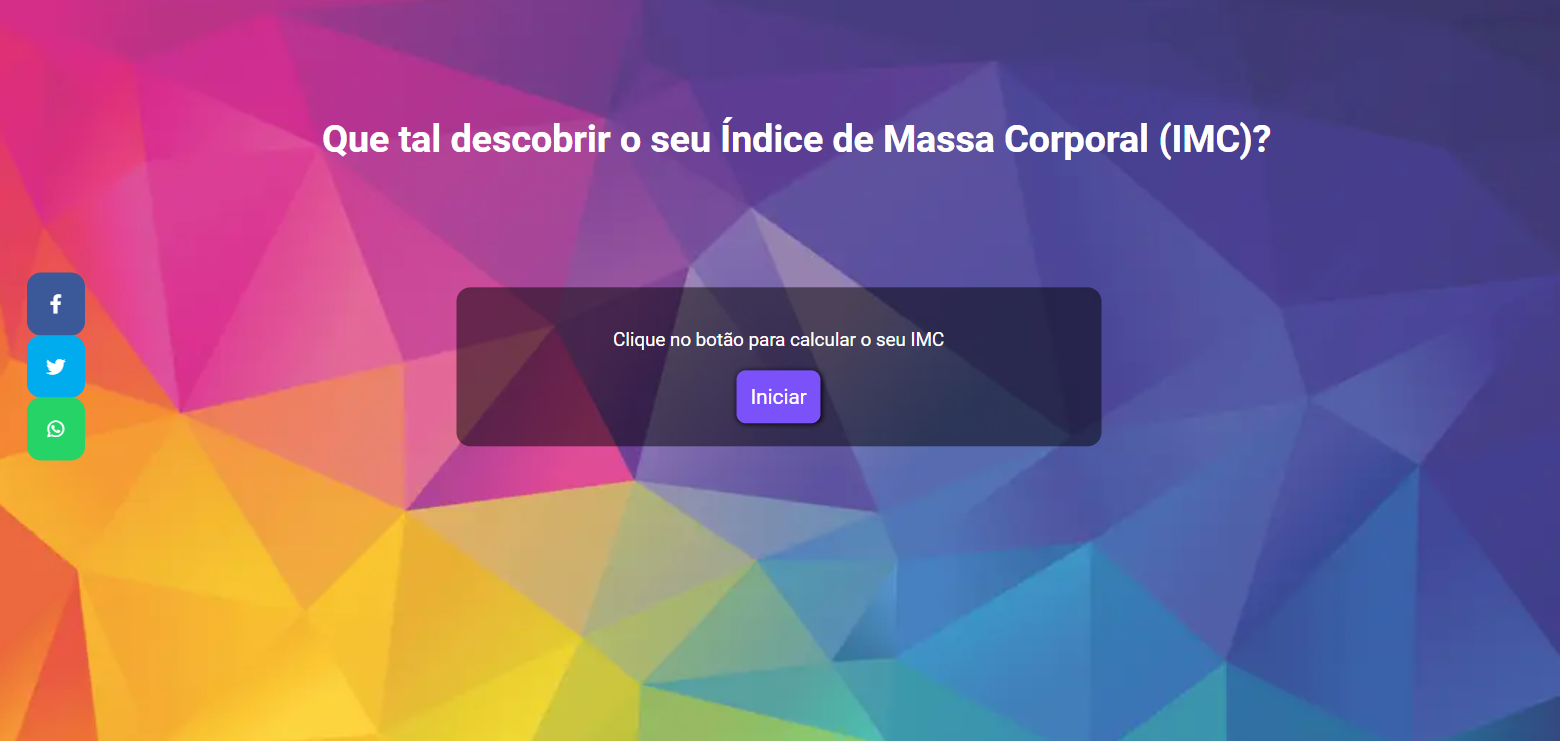 Que tal descobrir o seu Índice de Massa Corporal (IMC)?
Clique no botão para calcular o seu IMC
Iniciar